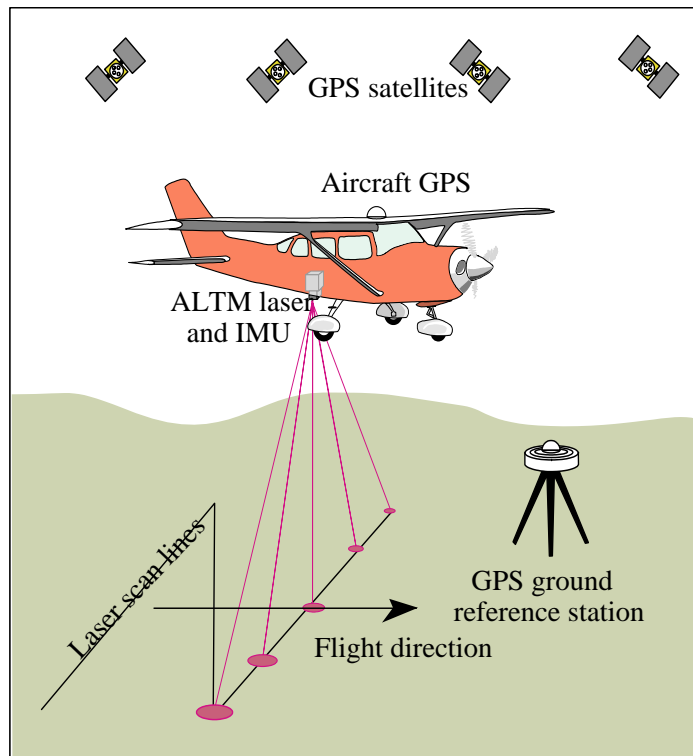 GPS satellites
Aircraft GPS
ALTM laser
and IMU
Laser scan lines
GPS ground
reference station
Flight direction